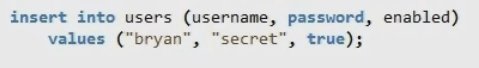 insert into users (username, password, enabled)
values ("bryan", "secret", true);